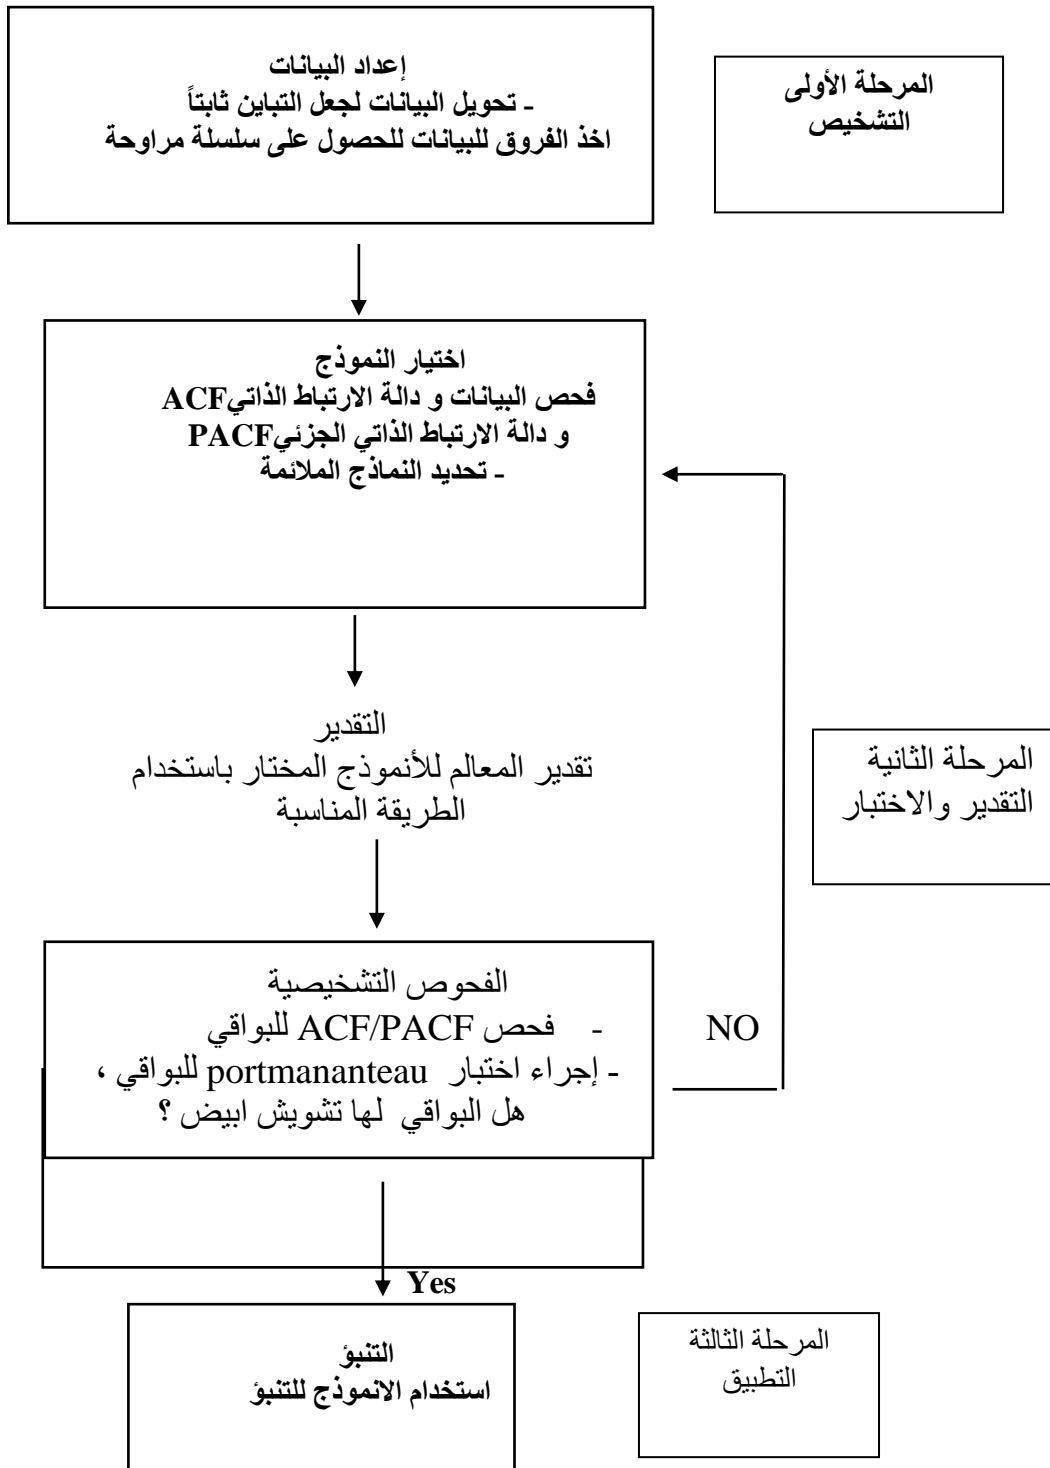 إعداد البيانات
- تحويل البيانات لجعل التباين ثابتاً
اخذ الفروق للبيانات للحصول على سلسلة مراوحة
المرحلة الأولى
التشخيص
اختيار النموذج
فحص البيانات و دالة الارتباط الذاتيACF
و دالة الارتباط الذاتي الجزئيPACF
- تحديد النماذج الملائمة
التقدير
تقدير المعالم للأنموذج المختار باستخدام
الطريقة المناسبة
المرحلة الثانية
التقدير والاختبار
الفحوص التشخيصية
- فحص ACF/PACF للبواقي
- إجراء اختبار portmananteau للبواقي ،
هل البواقي لها تشويش ابيض ؟
NO
Yes
التنبؤ
استخدام الانموذج للتنبؤ
المرحلة الثالثة
التطبيق